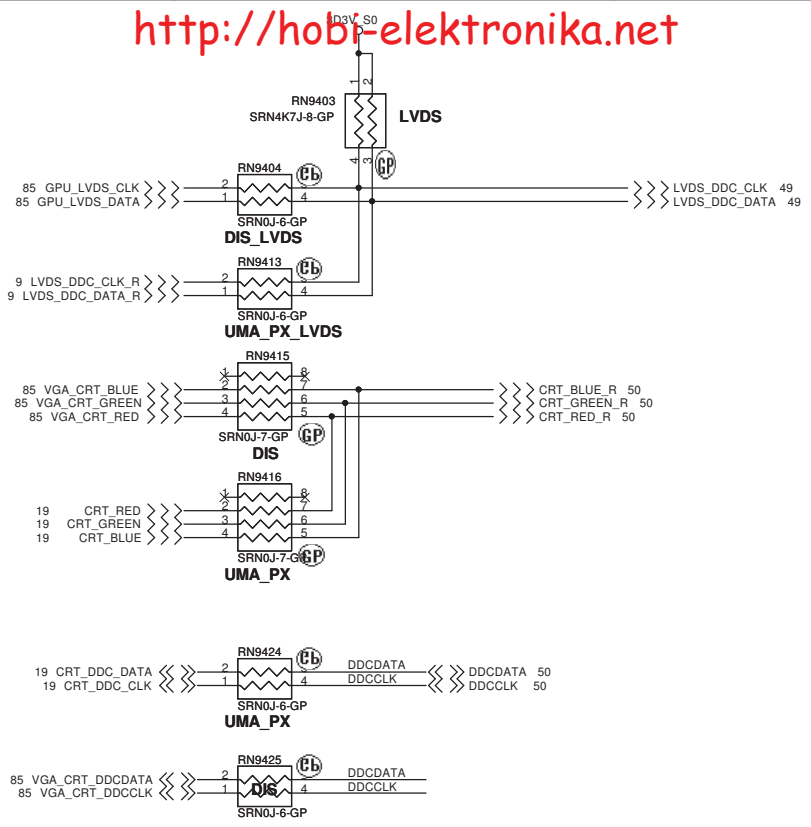 http://hobi-elektronika.net
3D3V_S0
1 2
RN9403
SRN4K7J-8-GP
LVDS
4 3
GP
RN9404
85 GPU_LVDS_CLK 2 3 LVDS_DDC_CLK 49
85 GPU_LVDS_DATA 1 4 LVDS_DDC_DATA 49
SRN0J-6-GP
DIS_LVDS
RN9413
9 LVDS_DDC_CLK_R 2 3
9 LVDS_DDC_DATA_R 1 4
SRN0J-6-GP
UMA_PX_LVDS
RN9415
1 8
85 VGA_CRT_BLUE 2 7 CRT_BLUE_R 50
85 VGA_CRT_GREEN 3 6 CRT_GREEN_R 50
85 VGA_CRT_RED 4 5 CRT_RED_R 50
SRN0J-7-GP
GP
DIS
RN9416
1 8
19 CRT_RED 2 7
19 CRT_GREEN 3 6
19 CRT_BLUE 4 5
SRN0J-7-GP
GP
UMA_PX
RN9424
19 CRT_DDC_DATA 2 3 DDCDATA DDCDATA 50
19 CRT_DDC_CLK 1 4 DDCCLK DDCCLK 50
SRN0J-6-GP
UMA_PX
RN9425
85 VGA_CRT_DDCDATA 2 3 DDCDATA
85 VGA_CRT_DDCCLK 1 DIS 4 DDCCLK
SRN0J-6-GP